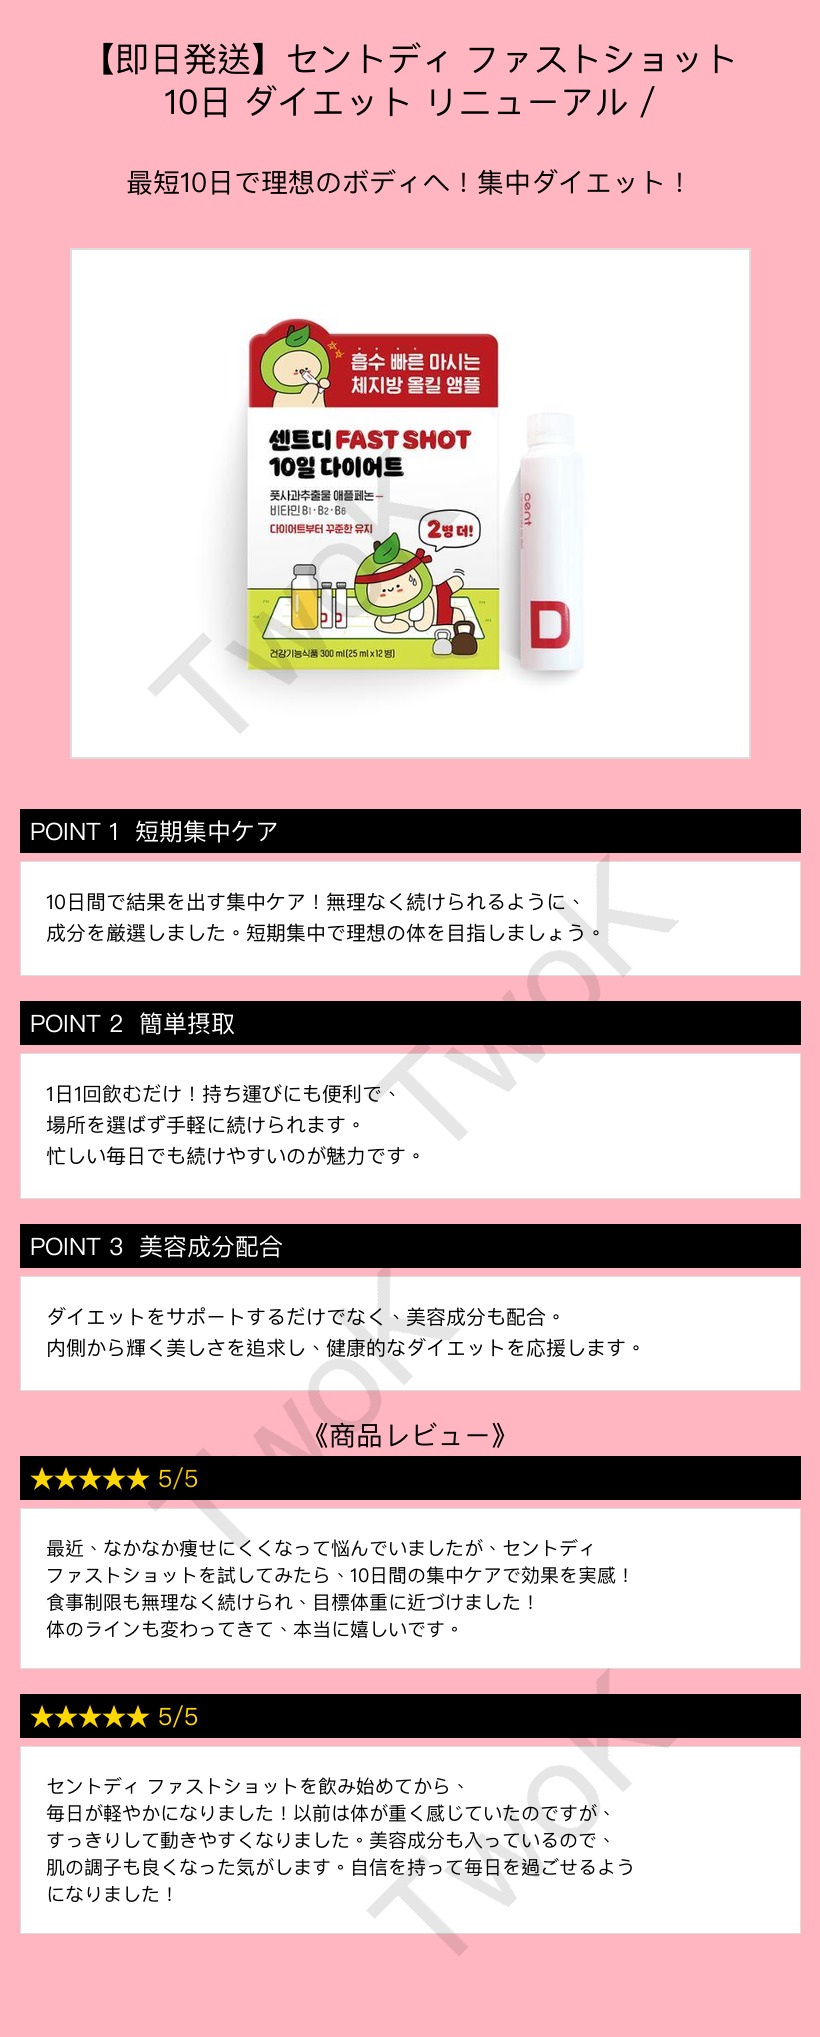 【即日発送】セントディ ファストショット
10日 ダイエット リニューアル /
最短10日で理想のボディへ！集中ダイエット！
흡수 빠른 마시는
체지방 올킬 앰플
센트디 FAST SHOT
10일 다이어트
풋사과추출물 애플페논
비타민 B1·B2·B6
다이어트부터 꾸준한 유지
2병 더!
건강기능식품 300 ml(25 ml x 12 병)
cent
D
TwoK
POINT 1 短期集中ケア
10日間で結果を出す集中ケア！無理なく続けられるように、
成分を厳選しました。短期集中で理想の体を目指しましょう。
TwoK
POINT 2 簡単摂取
1日1回飲むだけ！持ち運びにも便利で、
場所を選ばず手軽に続けられます。
忙しい毎日でも続けやすいのが魅力です。
POINT 3 美容成分配合
ダイエットをサポートするだけでなく、美容成分も配合。
内側から輝く美しさを追求し、健康的なダイエットを応援します。
TwoK
《商品レビュー》
★★★★★ 5/5
最近、なかなか痩せにくくなって悩んでいましたが、セントディ
ファストショットを試してみたら、10日間の集中ケアで効果を実感！
食事制限も無理なく続けられ、目標体重に近づけました！
体のラインも変わってきて、本当に嬉しいです。
★★★★★ 5/5
セントディ ファストショットを飲み始めてから、
毎日が軽やかになりました！以前は体が重く感じていたのですが、
すっきりして動きやすくなりました。美容成分も入っているので、
肌の調子も良くなった気がします。自信を持って毎日を過ごせるよう
になりました！
TwoK